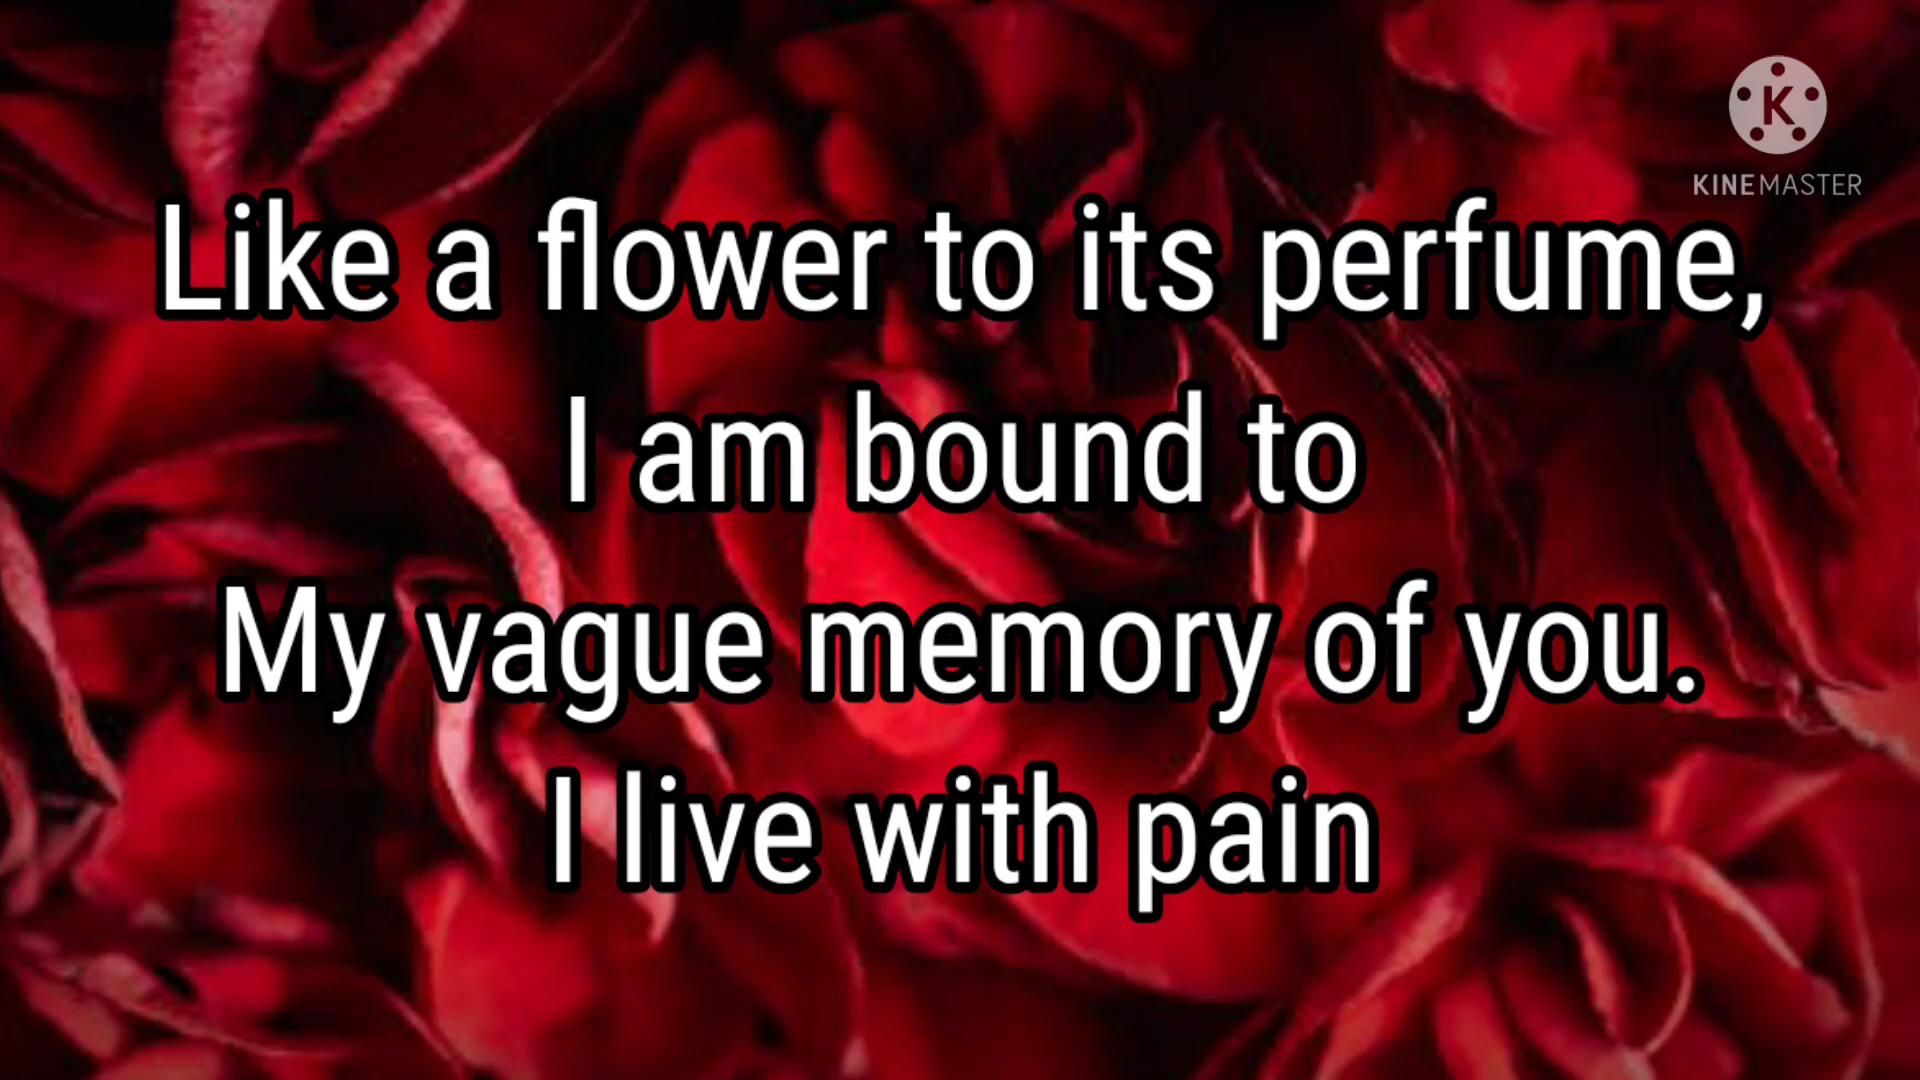 K
KINEMASTER
Like a flower to its perfume,
I am bound to
My vague memory of you.
I live with pain